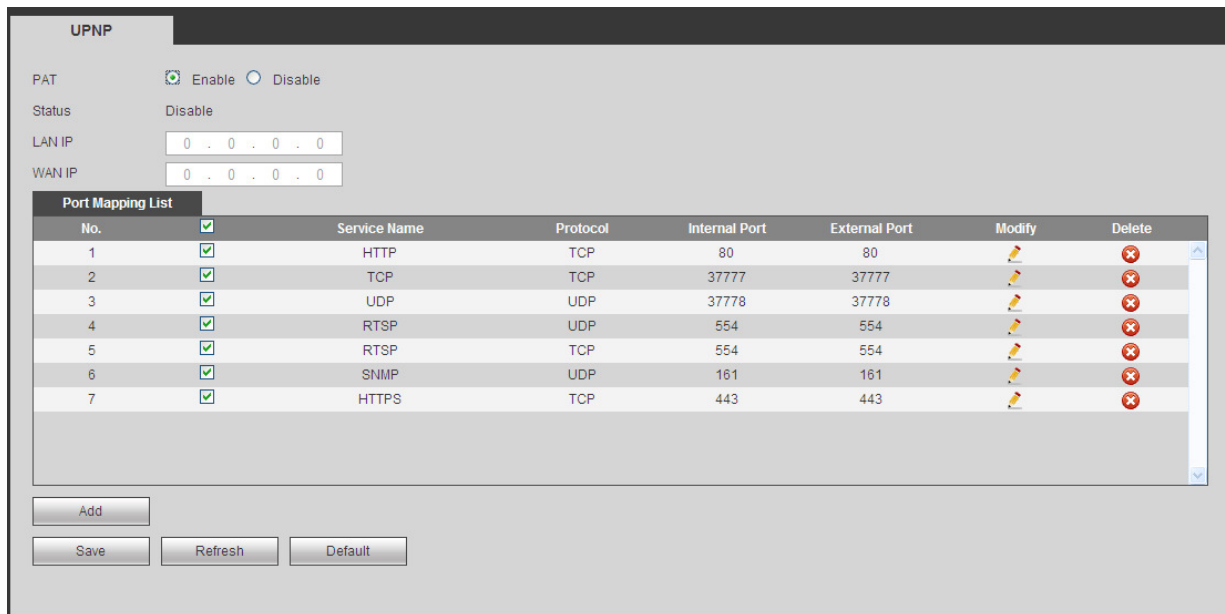 UPNP
PAT Enable Disable
Status Disable
LAN IP 0 . 0 . 0 . 0
WAN IP 0 . 0 . 0 . 0
Port Mapping List
No. Service Name Protocol Internal Port External Port Modify Delete
1 HTTP TCP 80 80
2 TCP TCP 37777 37777
3 UDP UDP 37778 37778
4 RTSP UDP 554 554
5 RTSP TCP 554 554
6 SNMP UDP 161 161
7 HTTPS TCP 443 443
Add
Save Refresh Default